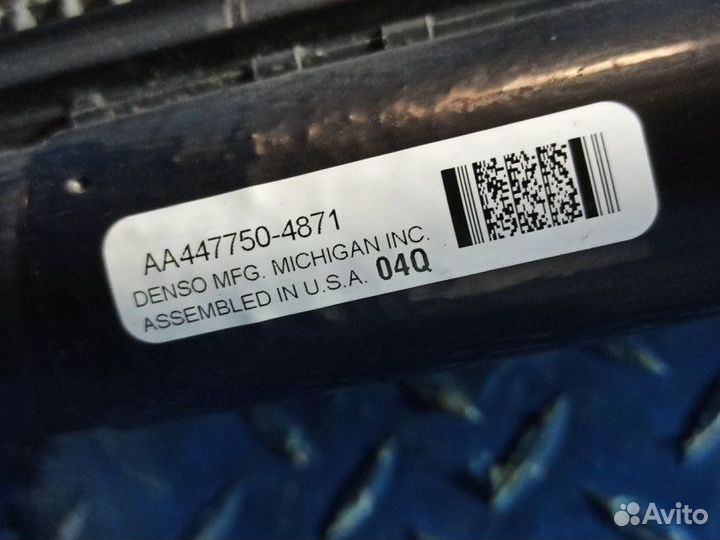 AA447750-4871
DENSO MFG. MICHIGAN INC.
ASSEMBLED IN U.S.A. 04Q
Avito